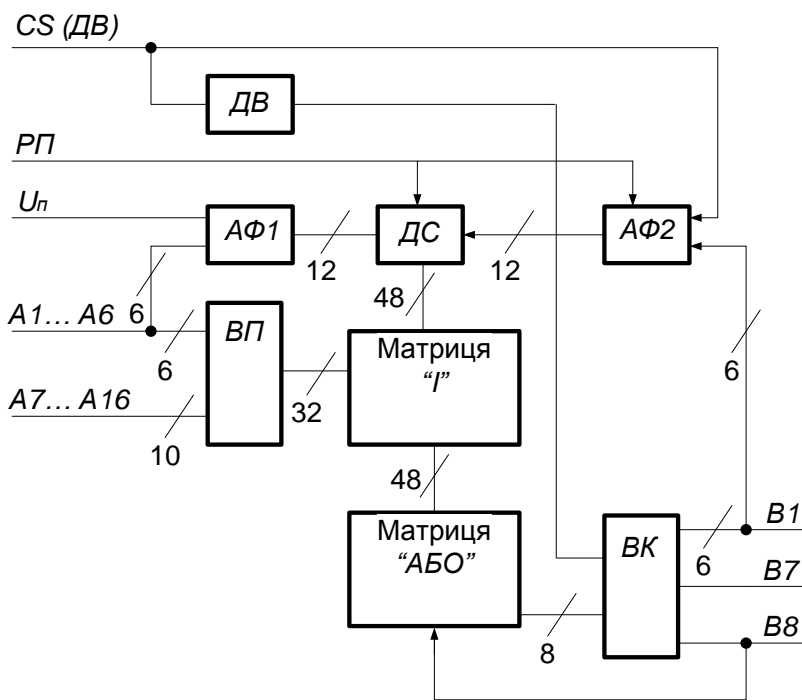 CS (ДВ)
ДВ
РП
Uп
АФ1
12
ДС
12
АФ2
6
48
А1... А6
6
ВП
Матриця
“І”
6
32
А7... А16
10
48
Матриця
“АБО”
ВК
В1
6
В7
8
В8